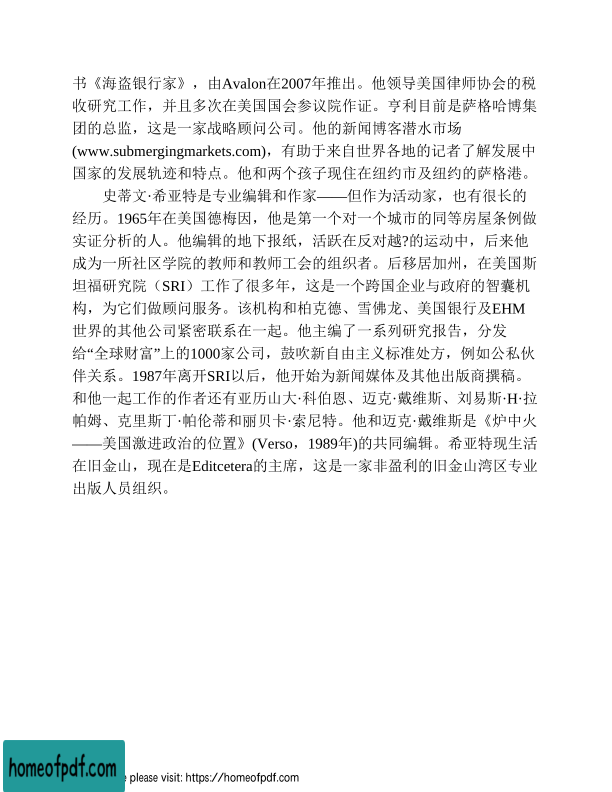 书《海盗银行家》，由Avalon在2007年推出。他领导美国律师协会的税
收研究工作，并且多次在美国国会参议院作证。亨利目前是萨格哈博集
团的总监，这是一家战略顾问公司。他的新闻博客潜水市场
(www.submergingmarkets.com)，有助于来自世界各地的记者了解发展中
国家的发展轨迹和特点。他和两个孩子现住在纽约市及纽约的萨格港。
史蒂文·希亚特是专业编辑和作家——但作为活动家，也有很长的
经历。1965年在美国德梅因，他是第一个对一个城市的同等房屋条例做
实证分析的人。他编辑的地下报纸，活跃在反对越?的运动中，后来他
成为一所社区学院的教师和教师工会的组织者。后移居加州，在美国斯
坦福研究院（SRI）工作了很多年，这是一个跨国企业与政府的智囊机
构，为它们做顾问服务。该机构和柏克德、雪佛龙、美国银行及EHM
世界的其他公司紧密联系在一起。他主编了一系列研究报告，分发
给“全球财富”上的1000家公司，鼓吹新自由主义标准处方，例如公私伙
伴关系。1987年离开SRI以后，他开始为新闻媒体及其他出版商撰稿。
和他一起工作的作者还有亚历山大·科伯恩、迈克·戴维斯、刘易斯·H·拉
帕姆、克里斯丁·帕伦蒂和丽贝卡·索尼特。他和迈克·戴维斯是《炉中火
——美国激进政治的位置》(Verso，1989年)的共同编辑。希亚特现生活
在旧金山，现在是Editcetera的主席，这是一家非盈利的旧金山湾区专业
出版人员组织。
homeofpdf.com
e please visit: https://homeofpdf.com